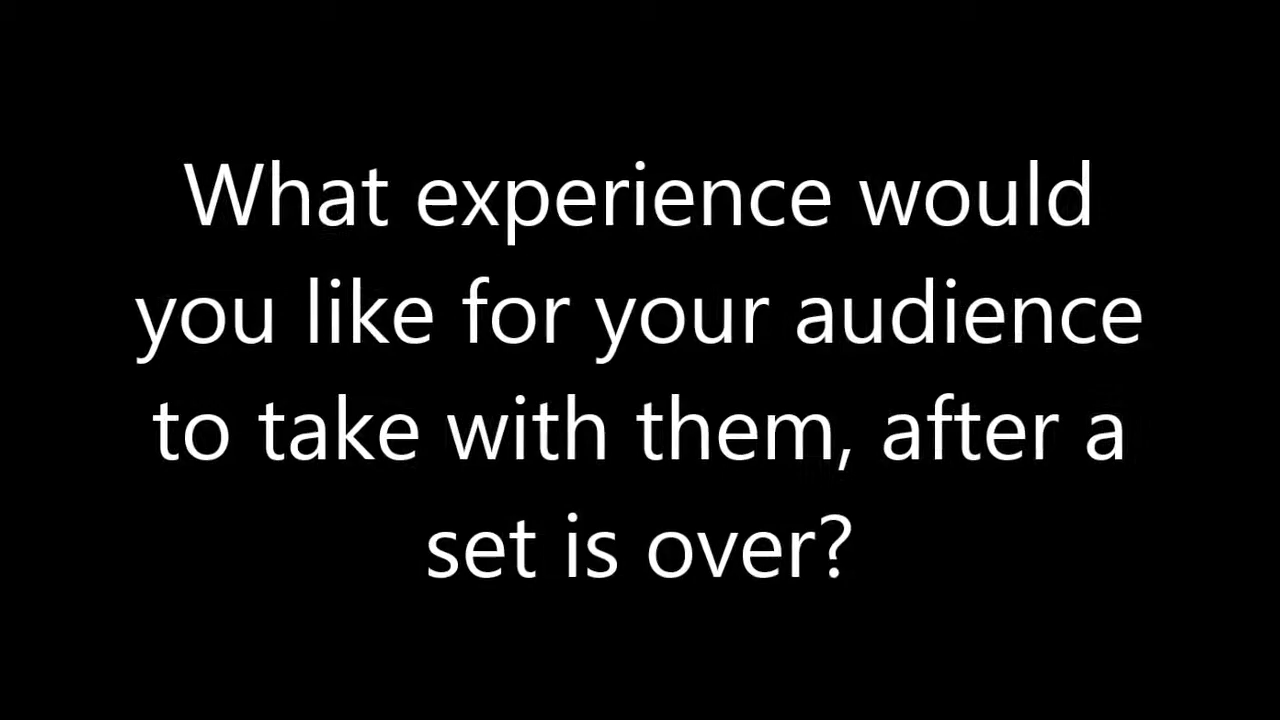 What experience would
you like for your audience
to take with them, after a
set is over?